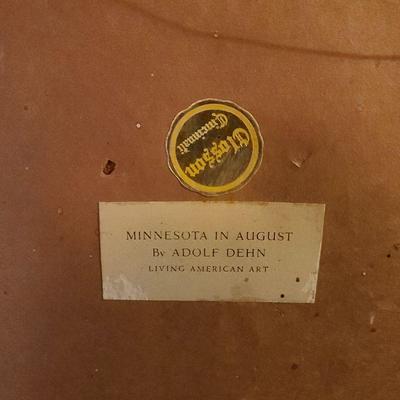 Closson
Cincinnati
MINNESOTA IN AUGUST
By ADOLF DEHN
LIVING AMERICAN ART